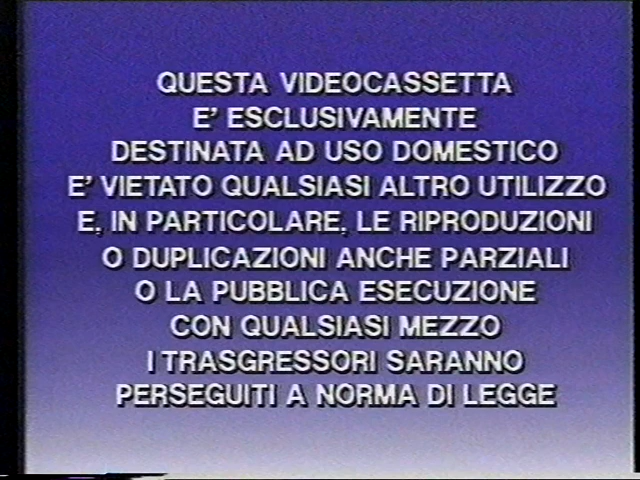 QUESTA VIDEOCASSETTA
E' ESCLUSIVAMENTE
DESTINATA AD USO DOMESTICO
E' VIETATO QUALSIASI ALTRO UTILIZZO
E, IN PARTICOLARE, LE RIPRODUZIONI
O DUPLICAZIONI ANCHE PARZIALI
O LA PUBBLICA ESECUZIONE
CON QUALSIASI MEZZO
I TRASGRESSORI SARANNO
PERSEGUITI A NORMA DI LEGGE